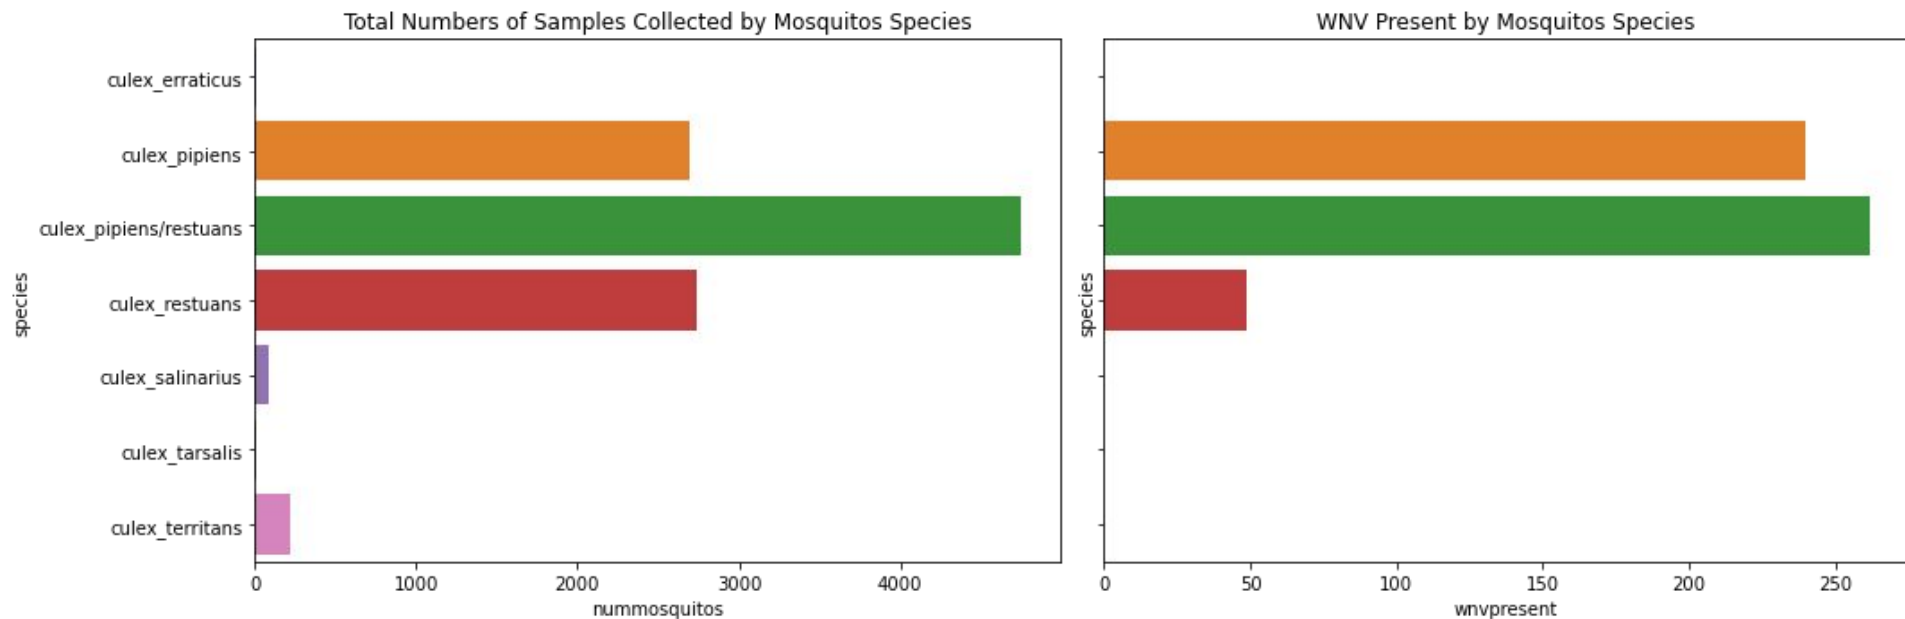 Total Numbers of Samples Collected by Mosquitos Species
species
culex_erraticus
culex_pipiens
culex_pipiens/restuans
culex_restuans
culex_salinarius
culex_tarsalis
culex_territans
0 1000 2000 3000 4000
nummosquitos
WNV Present by Mosquitos Species
species
0 50 100 150 200 250
wnvpresent